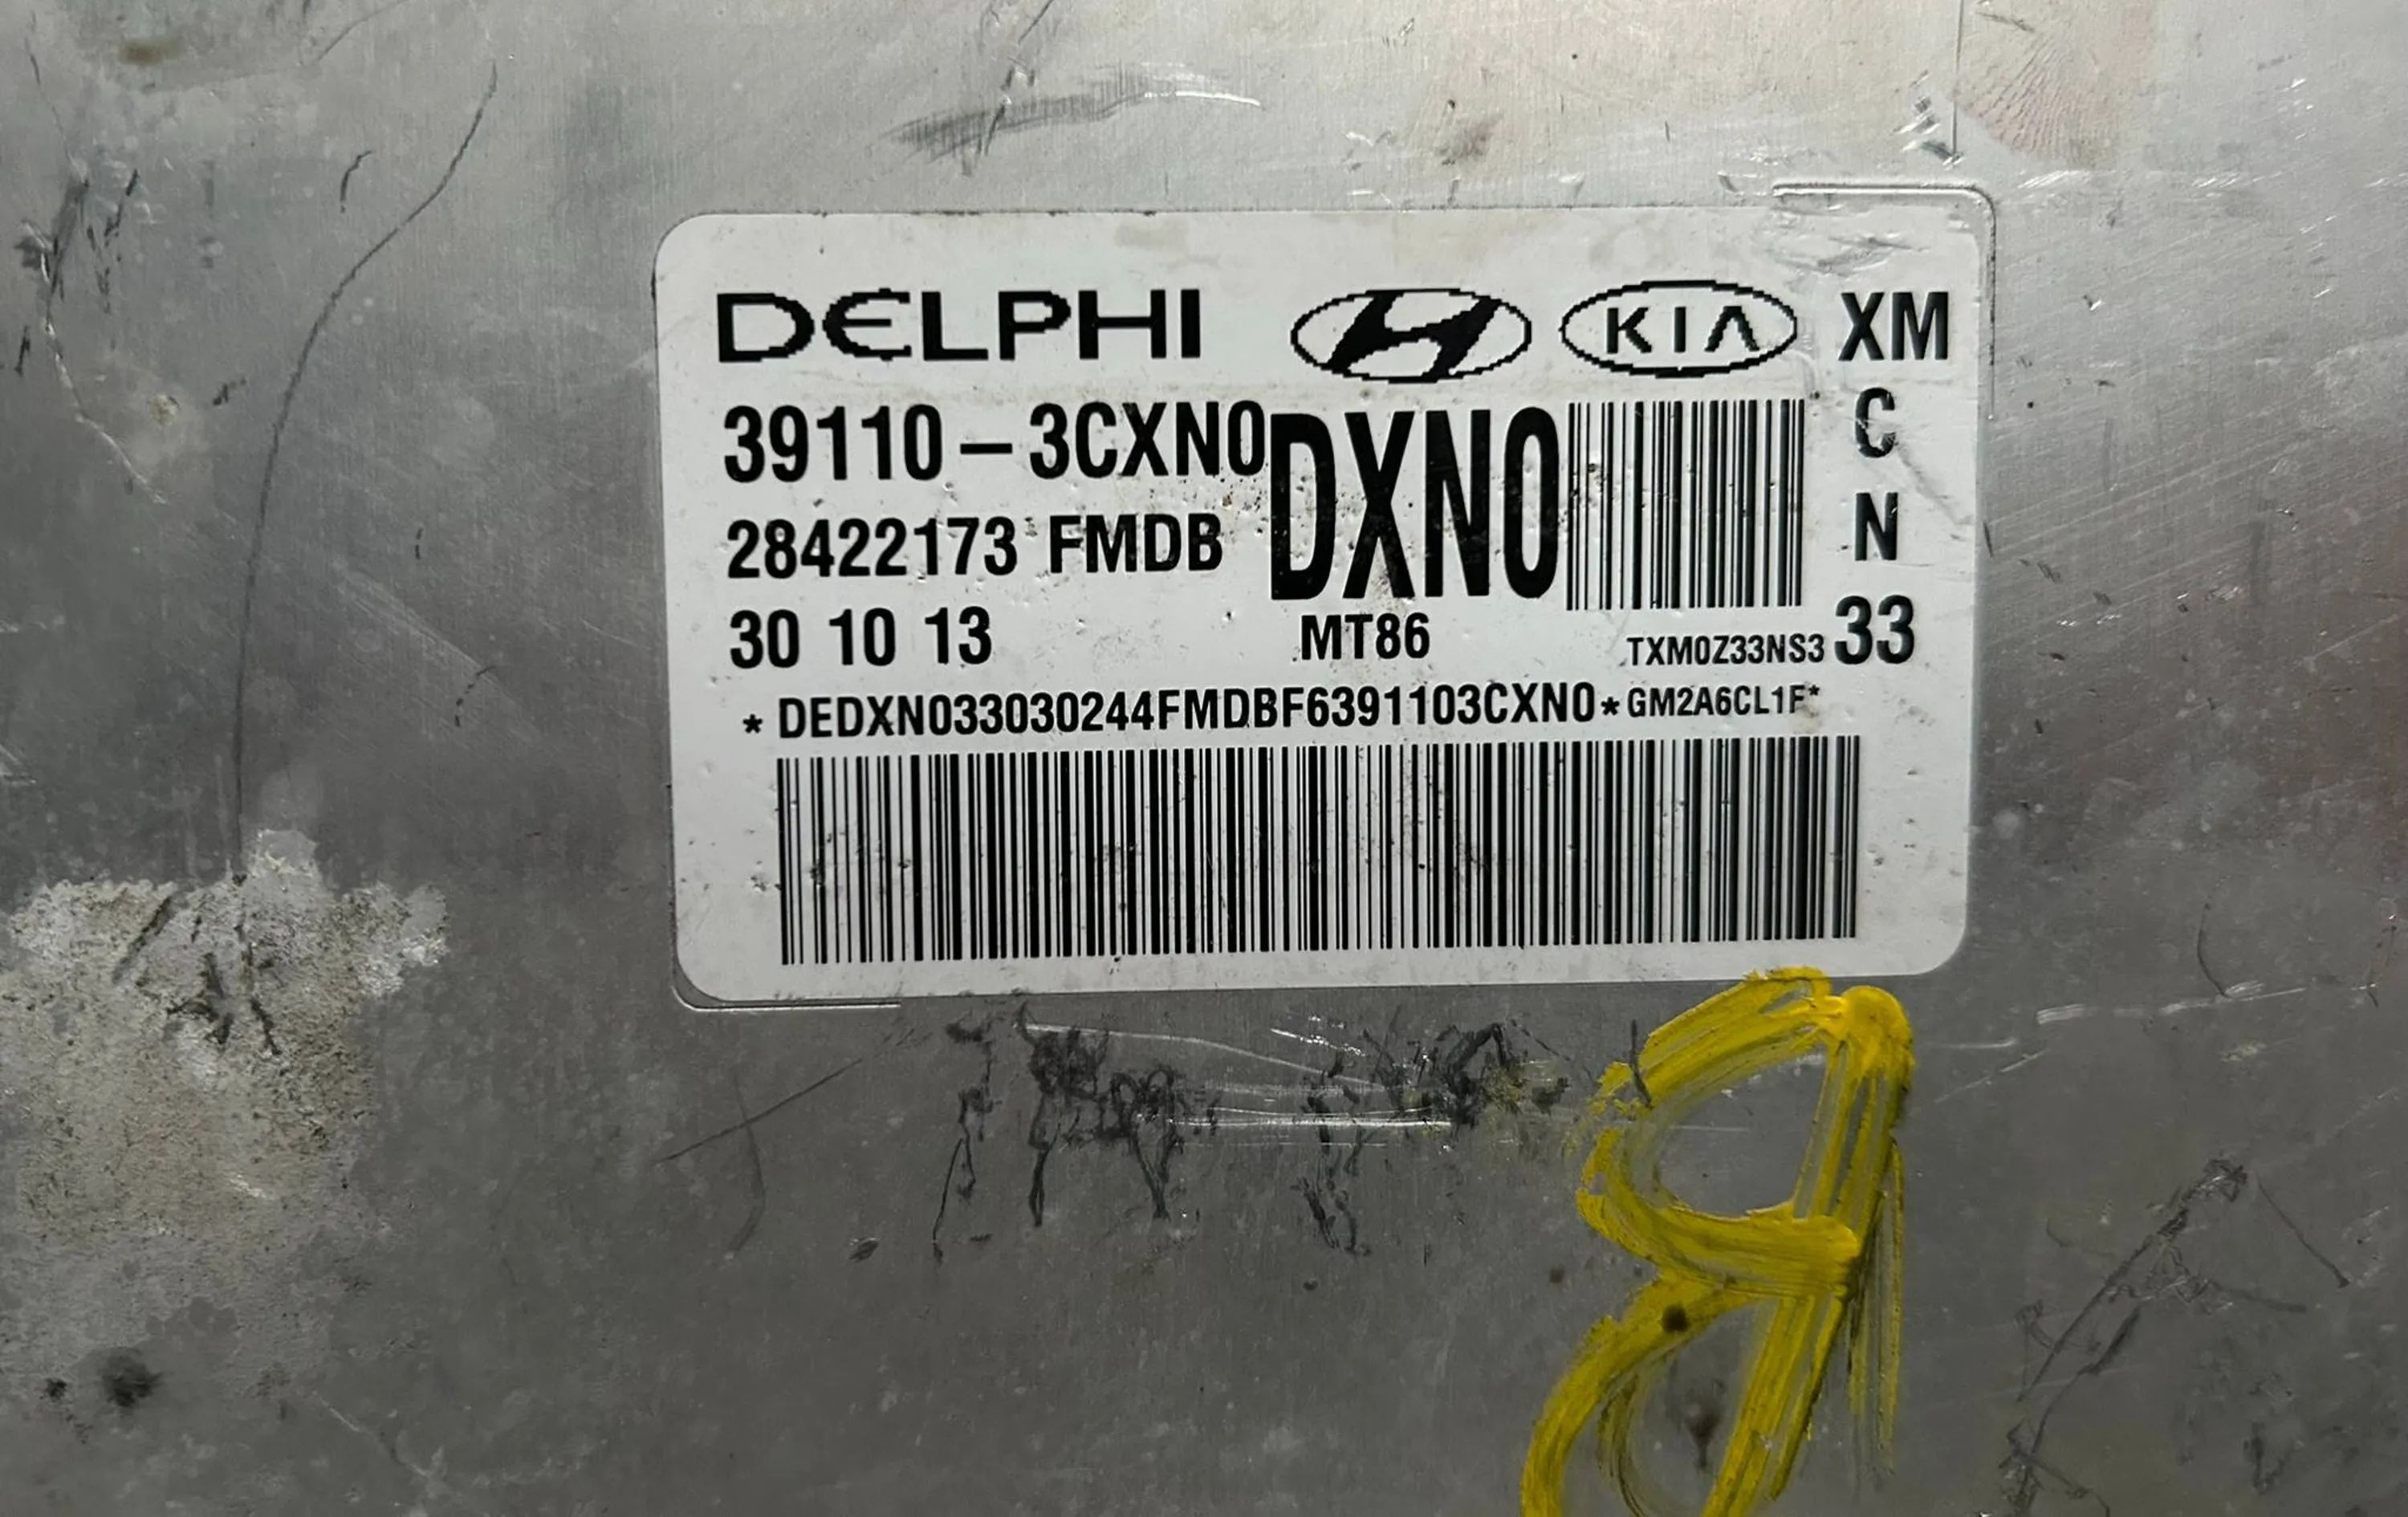 DELPHI KIA XM
39110-3CXN0 DXN0 C
28422173 FMDB N
30 10 13 MT86 TXM0Z33NS3 33
* DEDXN033030244FMDBF6391103CXN0*GM2A6CL1F*